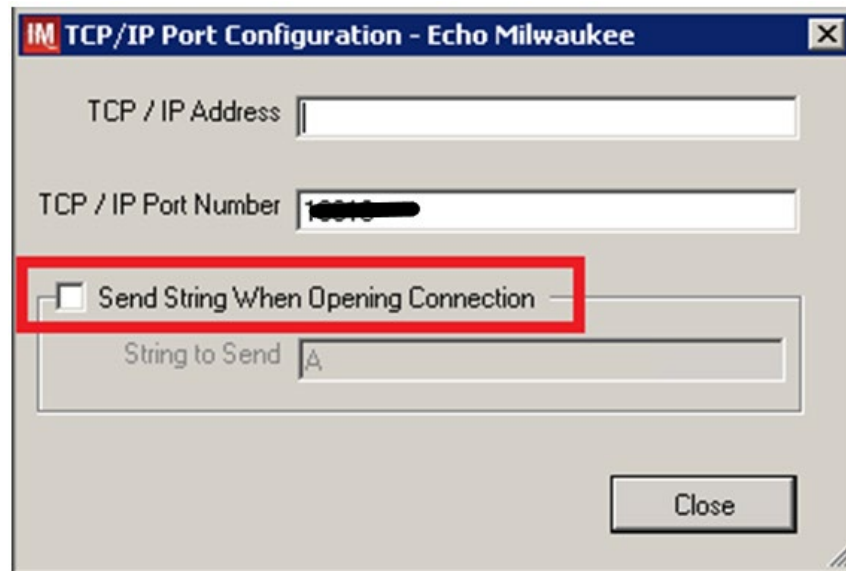 IM TCP/IP Port Configuration - Echo Milwaukee
TCP / IP Address
TCP / IP Port Number
Send String When Opening Connection
String to Send A
Close